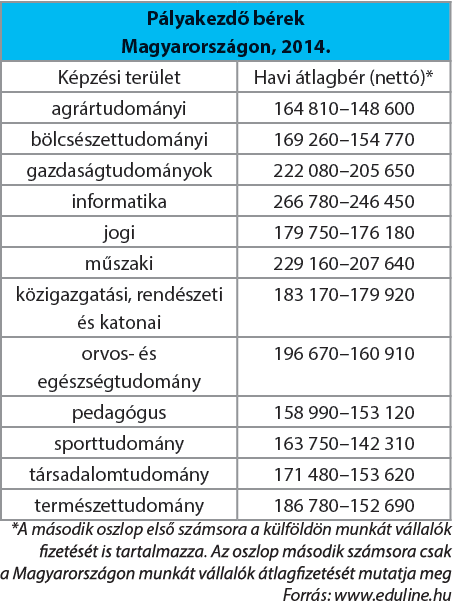 Pályakezdő bérek
Magyarországon, 2014.
Képzési terület Havi átlagbér (nettó)*
agrártudományi 164 810–148 600
bölcsészettudományi 169 260–154 770
gazdaságtudományok 222 080–205 650
informatika 266 780–246 450
jogi 179 750–176 180
műszaki 229 160–207 640
közigazgatási, rendészeti 183 170–179 920
és katonai
orvos- és 196 670–160 910
egészségtudomány
pedagógus 158 990–153 120
sporttudomány 163 750–142 310
társadalomtudomány 171 480–153 620
természettudomány 186 780–152 690
*A második oszlop első számsora a külföldön munkát vállalók
fizetését is tartalmazza. Az oszlop második számsora csak
a Magyarországon munkát vállalók átlagfizetését mutatja meg
Forrás: www.eduline.hu